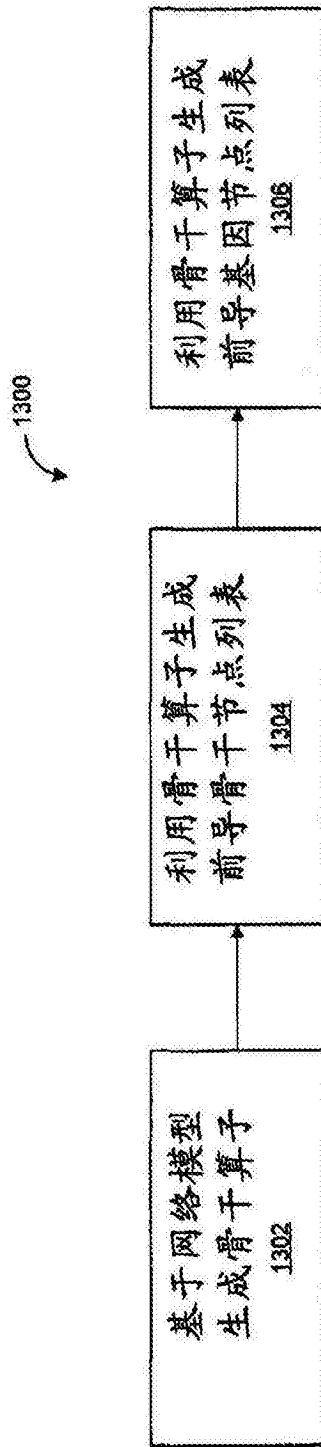 1300
基于网络模型
生成骨干算子
1302
利用骨干算子生成
前导骨干节点列表
1304
利用骨干算子生成
前导基因节点列表
1306